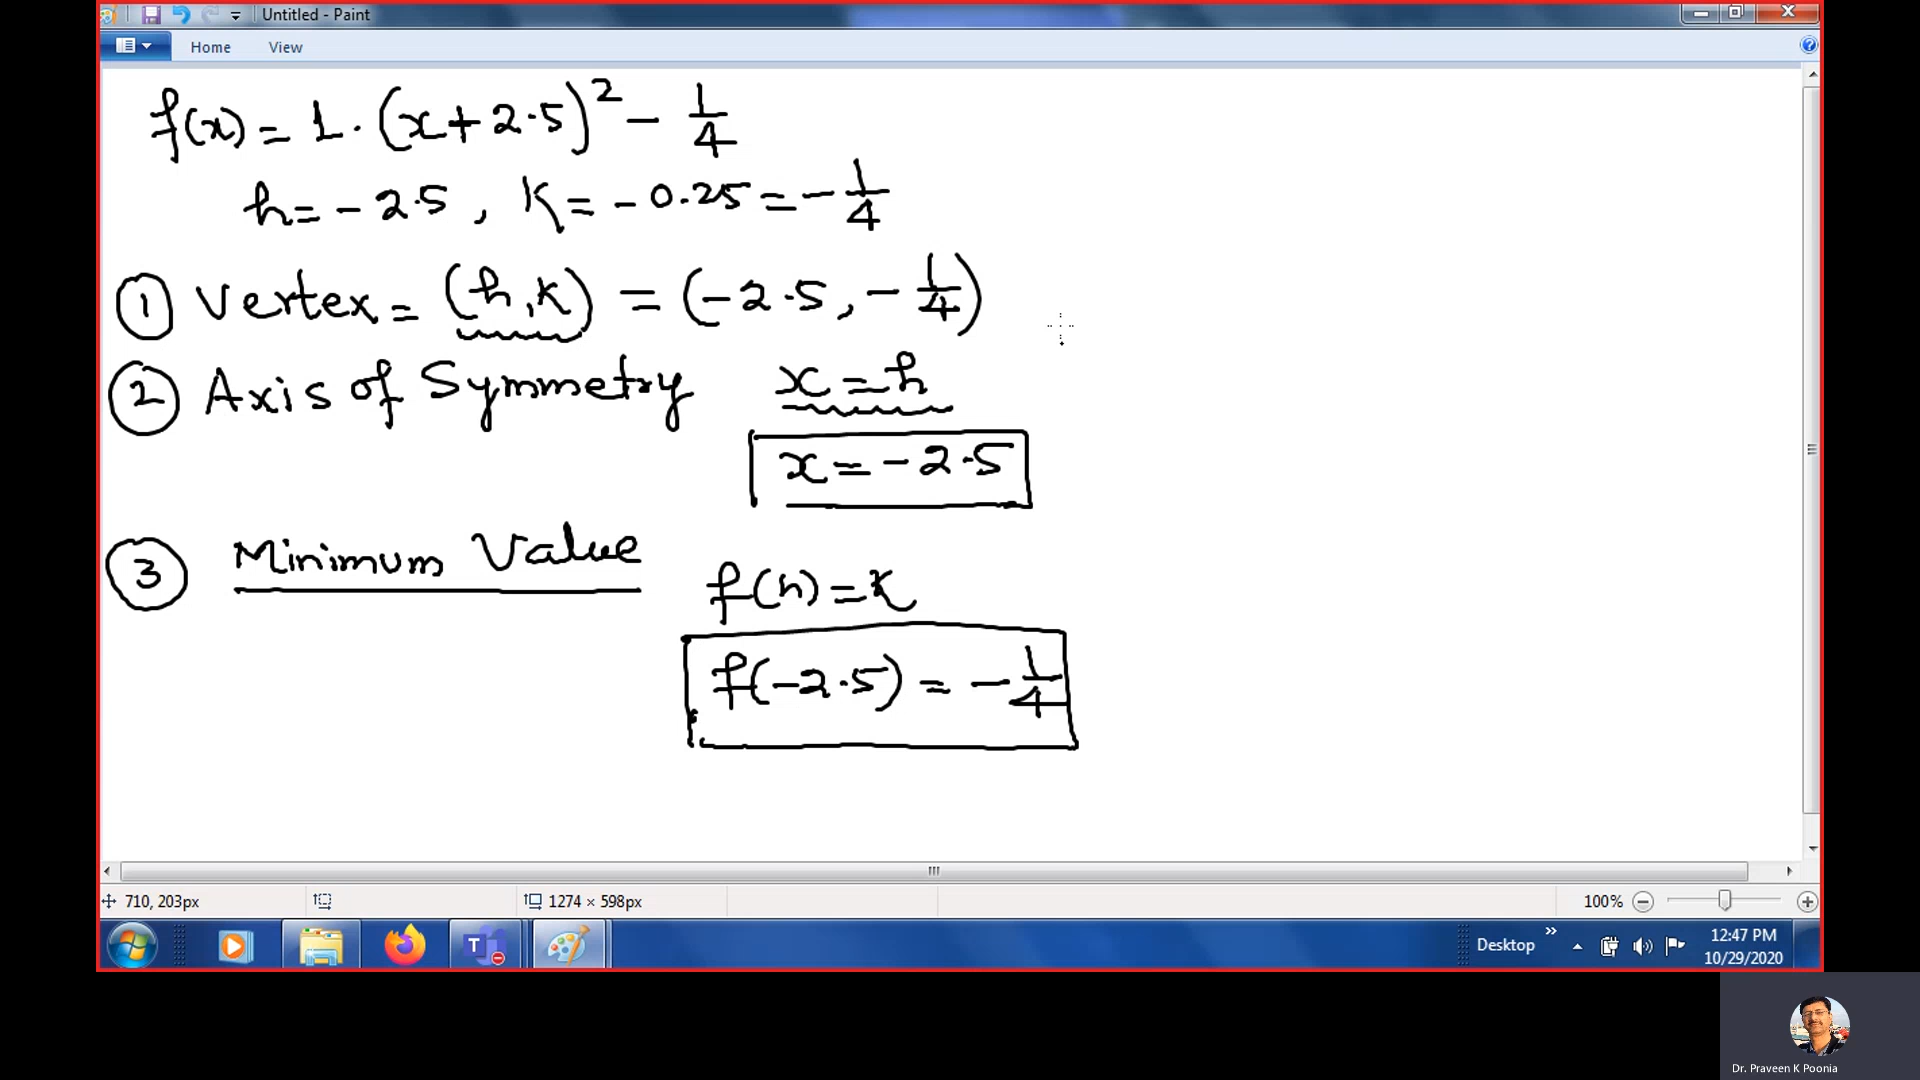 Untitled - Paint
Home View
f(x) = 1 · (x + 2.5)² - 1/4
h = - 2.5 , K = - 0.25 = - 1/4
① Vertex = (h, K) = (-2.5, - 1/4)
② Axis of Symmetry x = h
x = - 2.5
③ Minimum Value
f(h) = K
f(-2.5) = - 1/4
710, 203px 1274 × 598px 100%
T
Desktop
12:47 PM
10/29/2020
Dr. Praveen K Poonia